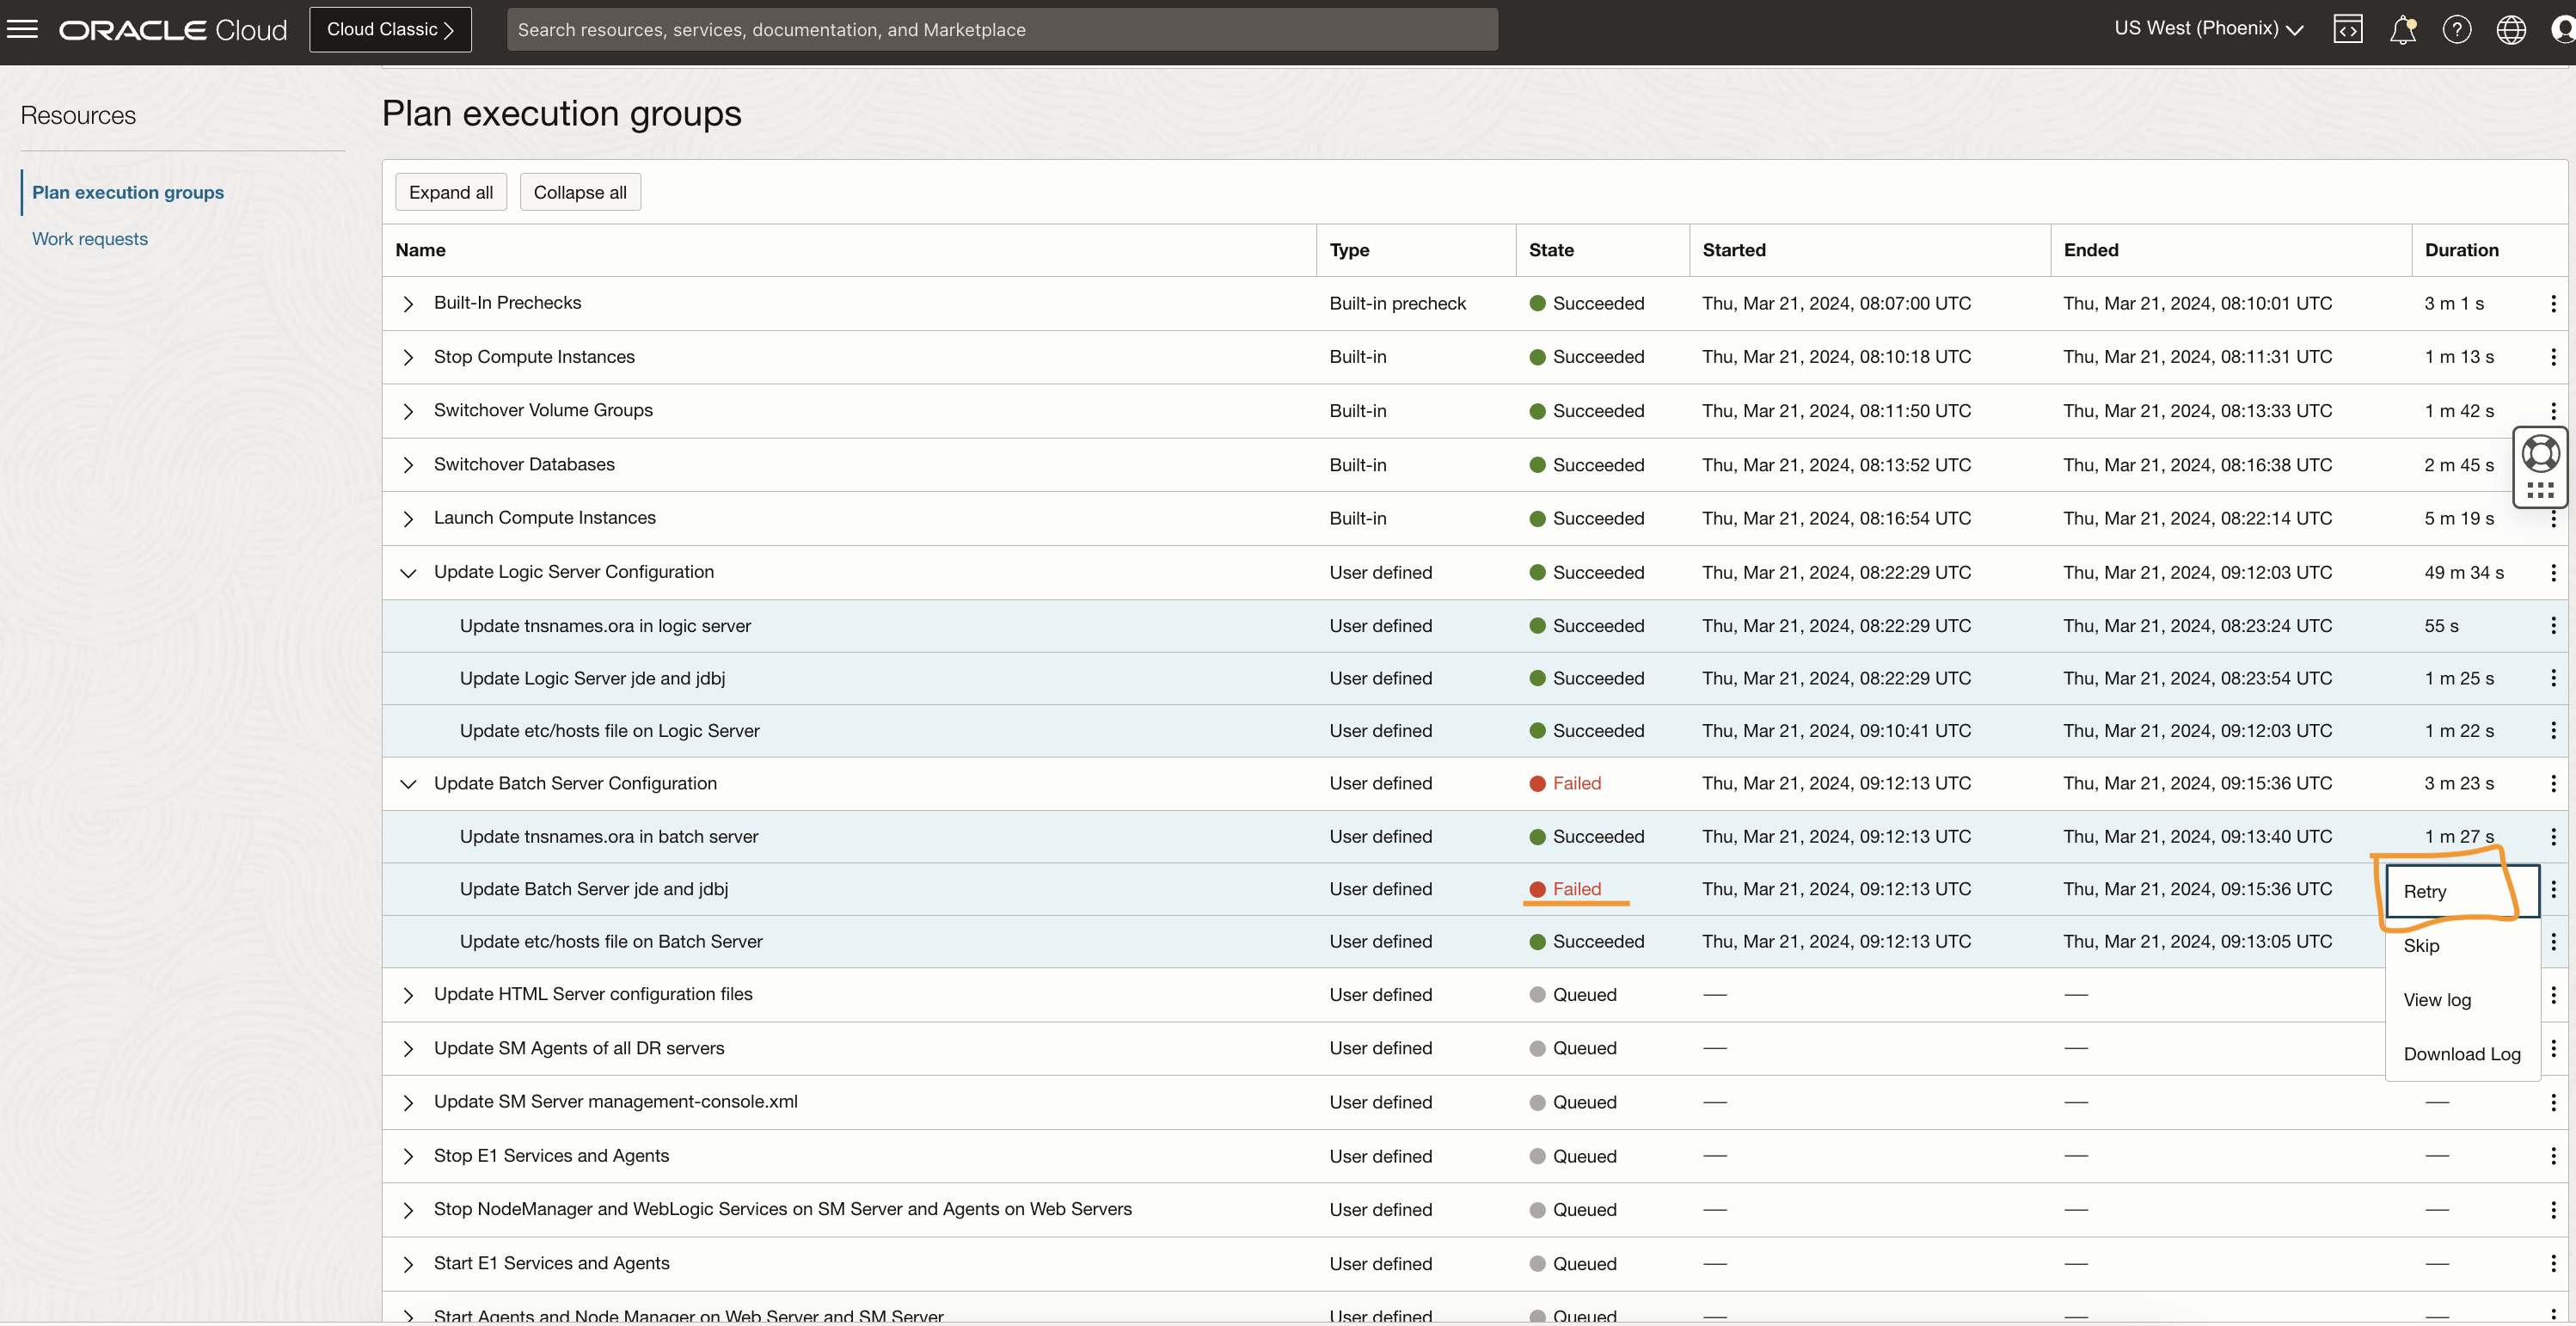 ORACLE Cloud Cloud Classic Search resources, services, documentation, and Marketplace US West (Phoenix)
Resources
Plan execution groups
Work requests
Plan execution groups
Expand all Collapse all
Name Type State Started Ended Duration
Built-In Prechecks Built-in precheck Succeeded Thu, Mar 21, 2024, 08:07:00 UTC Thu, Mar 21, 2024, 08:10:01 UTC 3 m 1 s
Stop Compute Instances Built-in Succeeded Thu, Mar 21, 2024, 08:10:18 UTC Thu, Mar 21, 2024, 08:11:31 UTC 1 m 13 s
Switchover Volume Groups Built-in Succeeded Thu, Mar 21, 2024, 08:11:50 UTC Thu, Mar 21, 2024, 08:13:33 UTC 1 m 42 s
Switchover Databases Built-in Succeeded Thu, Mar 21, 2024, 08:13:52 UTC Thu, Mar 21, 2024, 08:16:38 UTC 2 m 45 s
Launch Compute Instances Built-in Succeeded Thu, Mar 21, 2024, 08:16:54 UTC Thu, Mar 21, 2024, 08:22:14 UTC 5 m 19 s
Update Logic Server Configuration User defined Succeeded Thu, Mar 21, 2024, 08:22:29 UTC Thu, Mar 21, 2024, 09:12:03 UTC 49 m 34 s
Update tnsnames.ora in logic server User defined Succeeded Thu, Mar 21, 2024, 08:22:29 UTC Thu, Mar 21, 2024, 08:23:24 UTC 55 s
Update Logic Server jde and jdbj User defined Succeeded Thu, Mar 21, 2024, 08:22:29 UTC Thu, Mar 21, 2024, 08:23:54 UTC 1 m 25 s
Update etc/hosts file on Logic Server User defined Succeeded Thu, Mar 21, 2024, 09:10:41 UTC Thu, Mar 21, 2024, 09:12:03 UTC 1 m 22 s
Update Batch Server Configuration User defined Failed Thu, Mar 21, 2024, 09:12:13 UTC Thu, Mar 21, 2024, 09:15:36 UTC 3 m 23 s
Update tnsnames.ora in batch server User defined Succeeded Thu, Mar 21, 2024, 09:12:13 UTC Thu, Mar 21, 2024, 09:13:40 UTC 1 m 27 s
Update Batch Server jde and jdbj User defined Failed Thu, Mar 21, 2024, 09:12:13 UTC Thu, Mar 21, 2024, 09:15:36 UTC Retry
Update etc/hosts file on Batch Server User defined Succeeded Thu, Mar 21, 2024, 09:12:13 UTC Thu, Mar 21, 2024, 09:13:05 UTC Skip
Update HTML Server configuration files User defined Queued — — View log
Update SM Agents of all DR servers User defined Queued — — Download Log
Update SM Server management-console.xml User defined Queued — — —
Stop E1 Services and Agents User defined Queued — — —
Stop NodeManager and WebLogic Services on SM Server and Agents on Web Servers User defined Queued — — —
Start E1 Services and Agents User defined Queued — — —
Start Agents and Node Manager on Web Server and SM Server User defined Queued — — —